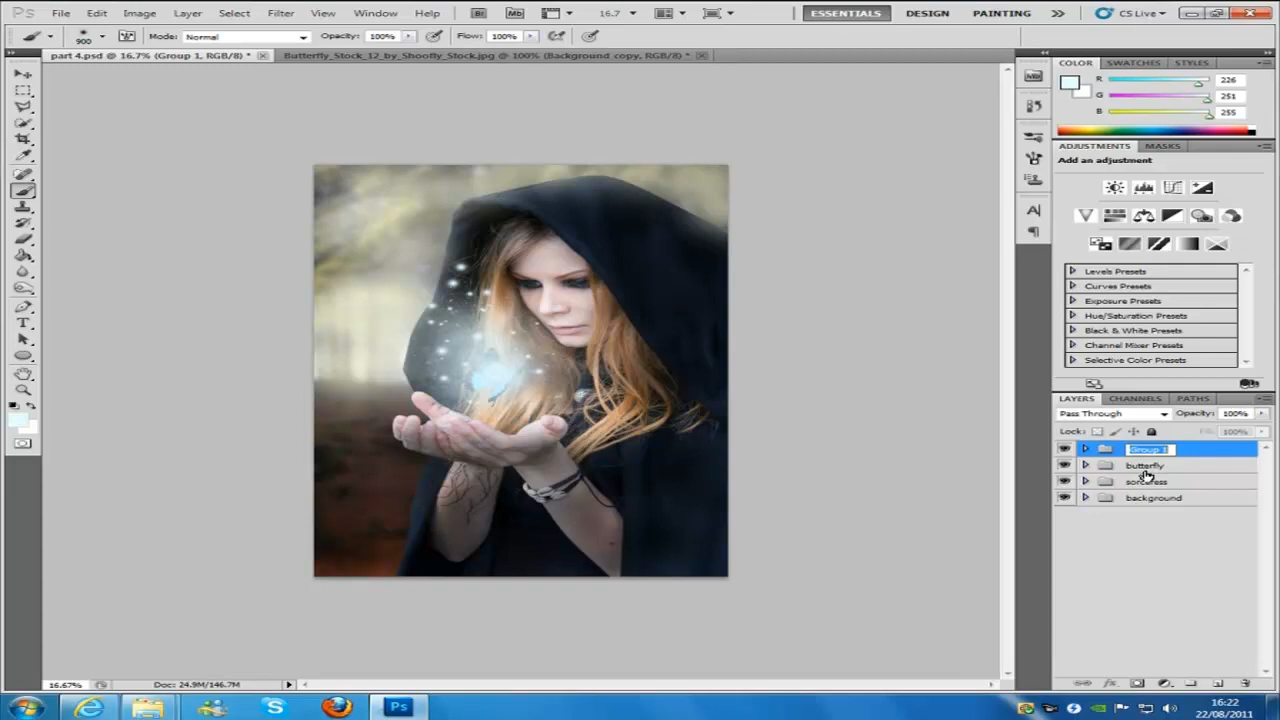 Ps File Edit Image Layer Select Filter View Window Help Br Mb 16.7 ESSENTIALS DESIGN PAINTING CS Live
900 Mode: Normal Opacity: 100% Flow: 100%
part 4.psd @ 16.7% (Group 1, RGB/8) * Butterfly_Stock_12_by_Shoofly_Stock.jpg @ 100% (Background copy, RGB/8) *
COLOR SWATCHES STYLES
R 226
G 251
B 255
ADJUSTMENTS MASKS
Add an adjustment
Levels Presets
Curves Presets
Exposure Presets
Hue/Saturation Presets
Black & White Presets
Channel Mixer Presets
Selective Color Presets
LAYERS CHANNELS PATHS
Pass Through Opacity: 100%
Lock: Fill: 100%
Group 1
butterfly
sorceress
background
16.67% Doc: 24.9M/146.7M
Ps 16:22
22/08/2011